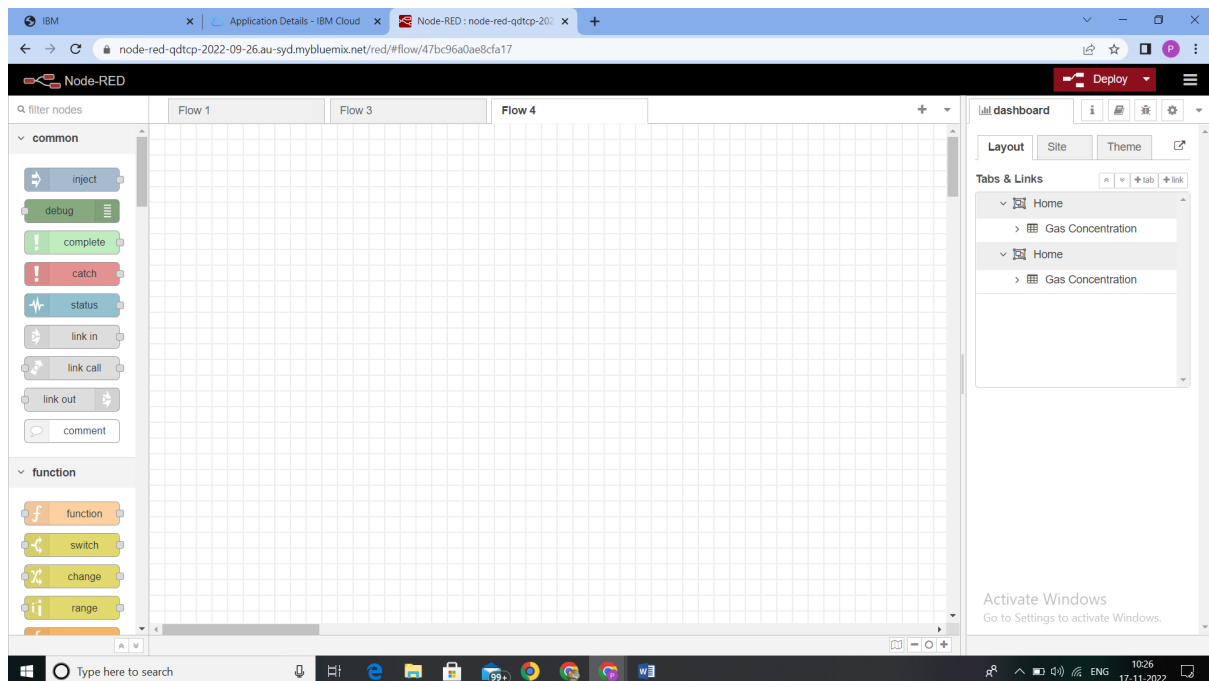 IBM
Application Details - IBM Cloud
Node-RED : node-red-qdtcp-202
node-red-qdtcp-2022-09-26.au-syd.mybluemix.net/red/#flow/47bc96a0ae8cfa17
P
Node-RED
Deploy
filter nodes
Flow 1
Flow 3
Flow 4
dashboard
i
common
Layout
Site
Theme
inject
Tabs & Links
tab
link
Home
debug
Gas Concentration
complete
Home
catch
Gas Concentration
status
link in
link call
link out
comment
function
function
switch
change
range
Activate Windows
Go to Settings to activate Windows.
Type here to search
99+
ENG
10:26
17-11-2022